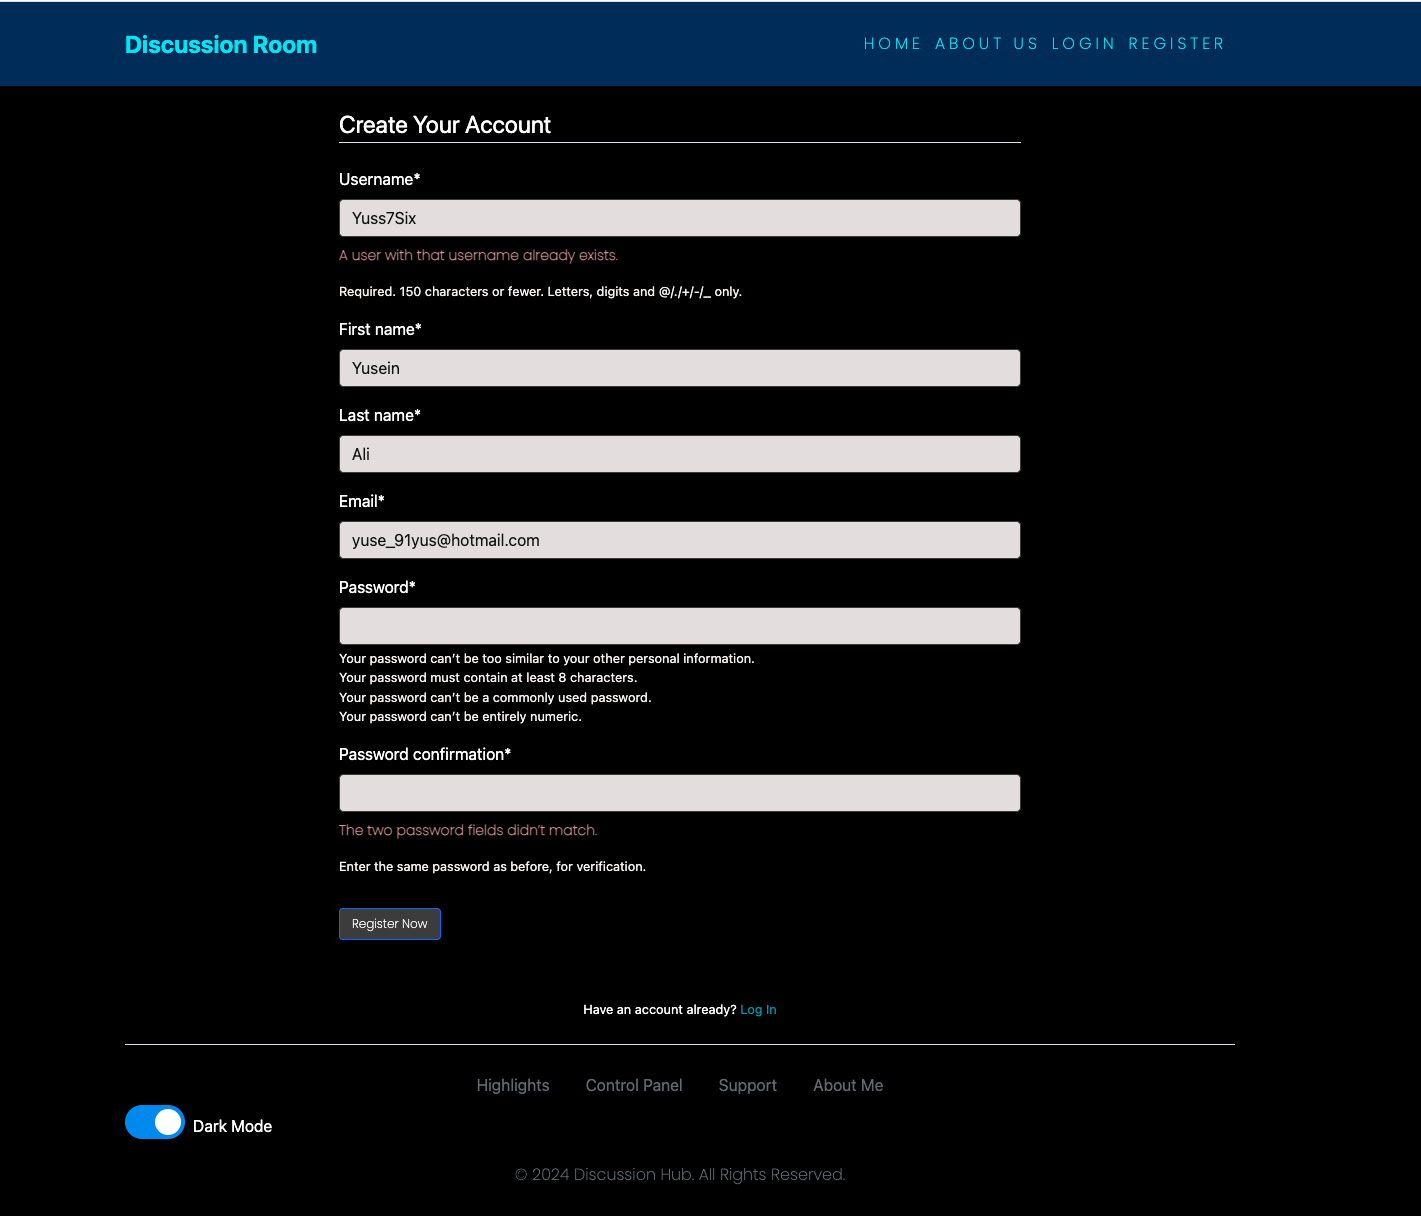 Discussion Room
HOME ABOUT US LOGIN REGISTER
Create Your Account
Username*
Yuss7Six
A user with that username already exists.
Required. 150 characters or fewer. Letters, digits and @/./+/-/_ only.
First name*
Yusein
Last name*
Ali
Email*
yuse_91yus@hotmail.com
Password*
Your password can’t be too similar to your other personal information.
Your password must contain at least 8 characters.
Your password can’t be a commonly used password.
Your password can’t be entirely numeric.
Password confirmation*
The two password fields didn’t match.
Enter the same password as before, for verification.
Register Now
Have an account already? Log In
Highlights Control Panel Support About Me
Dark Mode
© 2024 Discussion Hub. All Rights Reserved.